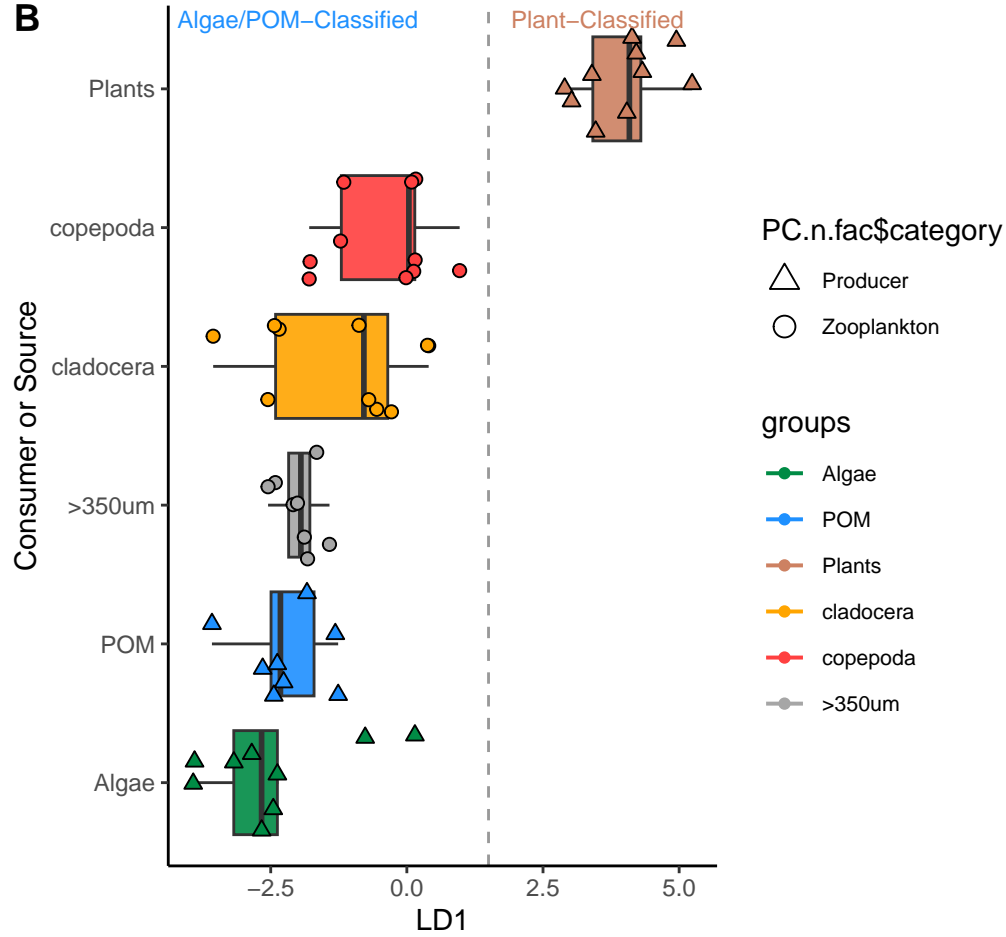 B
Algae/POM−Classified
Plant−Classified
Plants
copepoda
cladocera
>350um
POM
Algae
Consumer or Source
−2.5
0.0
2.5
5.0
LD1
PC.n.fac$category
Producer
Zooplankton
groups
Algae
POM
Plants
cladocera
copepoda
>350um